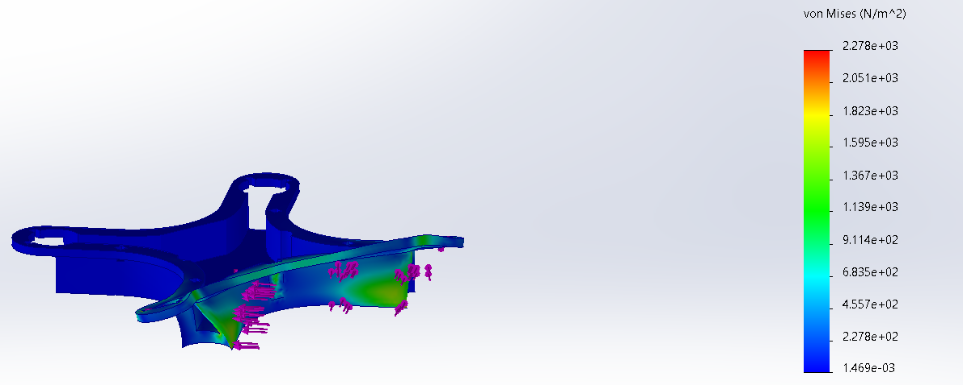 von Mises (N/m^2)
2.278e+03
2.051e+03
1.823e+03
1.595e+03
1.367e+03
1.139e+03
9.114e+02
6.835e+02
4.557e+02
2.278e+02
1.469e-03